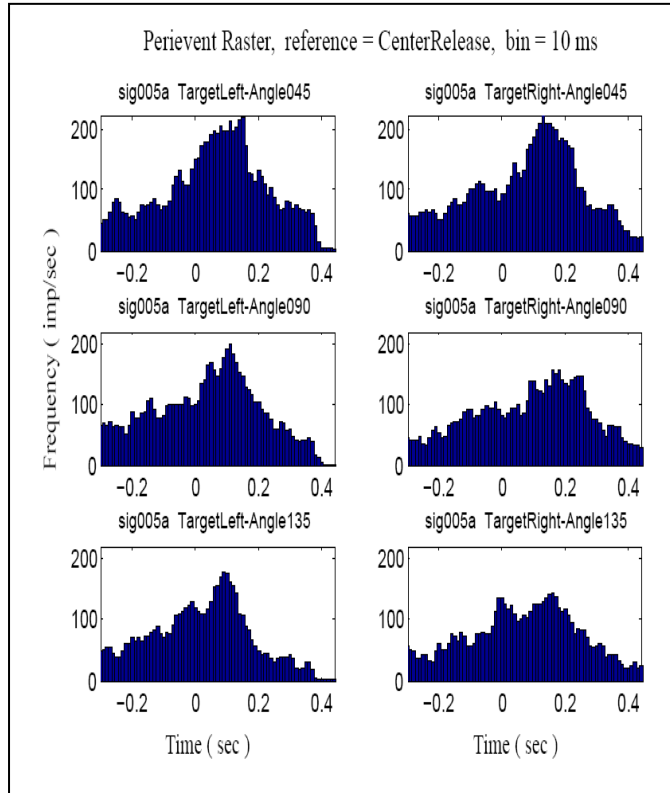 Perievent Raster, reference = CenterRelease, bin = 10 ms
sig005a TargetLeft-Angle045
sig005a TargetRight-Angle045
200
100
0
−0.2 0 0.2 0.4
200
100
0
−0.2 0 0.2 0.4
sig005a TargetLeft-Angle090
sig005a TargetRight-Angle090
Frequency ( imp/sec )
200
100
0
−0.2 0 0.2 0.4
200
100
0
−0.2 0 0.2 0.4
sig005a TargetLeft-Angle135
sig005a TargetRight-Angle135
200
100
0
−0.2 0 0.2 0.4
200
100
0
−0.2 0 0.2 0.4
Time ( sec )
Time ( sec )